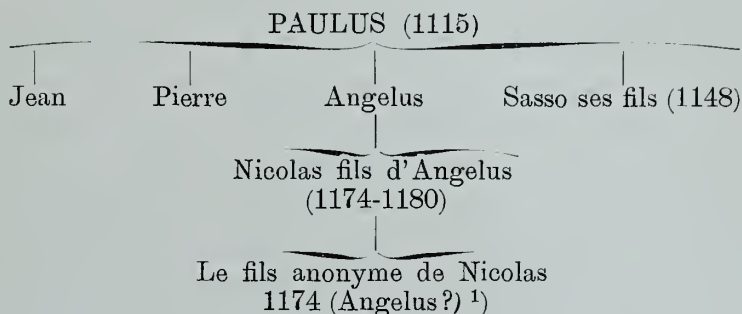 PAULUS (1115)
Jean Pierre Angelus Sasso ses fils (1148)
Nicolas fils d'Angelus
(1174-1180)
Le fils anonyme de Nicolas
1174 (Angelus?) ¹)